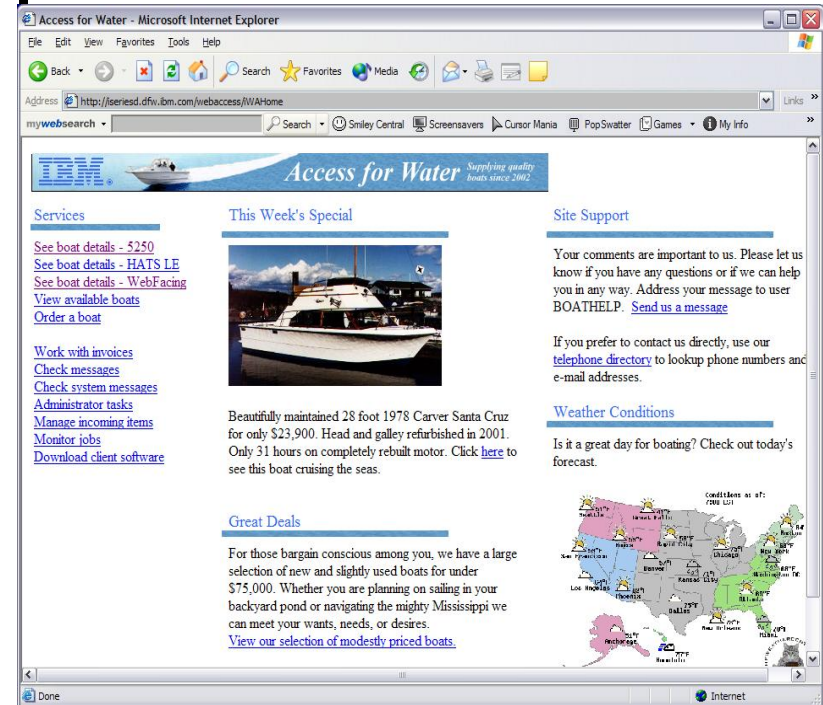 Access for Water - Microsoft Internet Explorer
File Edit View Favorites Tools Help
Back Search Favorites Media
Address http://iseriesd.dfw.ibm.com/webaccess/iWAHome Links »
mywebsearch Search Smiley Central Screensavers Cursor Mania PopSwatter Games My Info »
IBM Access for Water Supplying quality
boats since 2002
Services
See boat details - 5250
See boat details - HATS LE
See boat details - WebFacing
View available boats
Order a boat
Work with invoices
Check messages
Check system messages
Administrator tasks
Manage incoming items
Monitor jobs
Download client software
This Week's Special
Beautifully maintained 28 foot 1978 Carver Santa Cruz
for only $23,900. Head and galley refurbished in 2001.
Only 31 hours on completely rebuilt motor. Click here to
see this boat cruising the seas.
Great Deals
For those bargain conscious among you, we have a large
selection of new and slightly used boats for under
$75,000. Whether you are planning on sailing in your
backyard pond or navigating the mighty Mississippi we
can meet your wants, needs, or desires.
View our selection of modestly priced boats.
Site Support
Your comments are important to us. Please let us
know if you have any questions or if we can help
you in any way. Address your message to user
BOATHELP. Send us a message
If you prefer to contact us directly, use our
telephone directory to lookup phone numbers and
e-mail addresses.
Weather Conditions
Is it a great day for boating? Check out today's
forecast.
Conditions as of:
Seattle
Great Falls
Boise
Rapid City
San Francisco
Denver
Chicago
New York
Kansas City
Washington DC
Los Angeles
Phoenix
Dallas
Atlanta
New Orleans
Miami
Anchorage
Honolulu
Done Internet